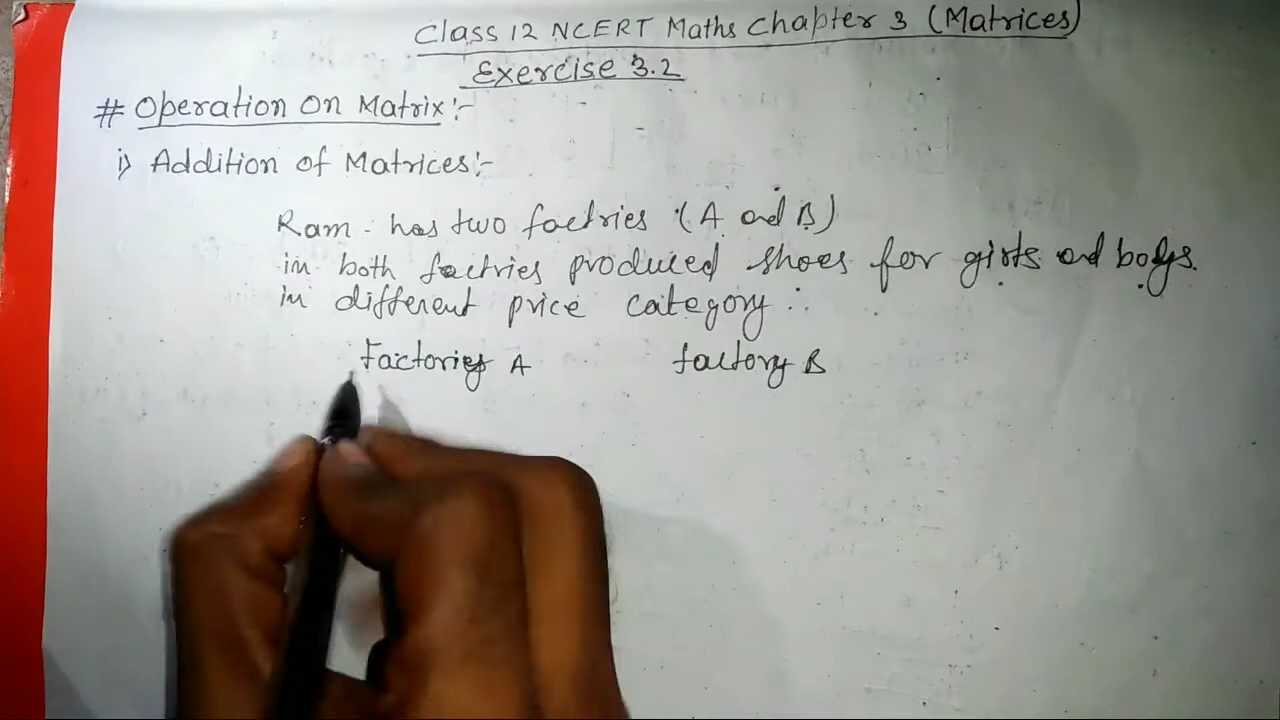 Class 12 NCERT Maths Chapter 3 (Matrices)
Exercise 3.2
# Operation On Matrix:-
i) Addition of Matrices:-
Ram - has two factries (A and B)
in both factries produced shoes for girls and boys.
in different price category :
Factory A factory B